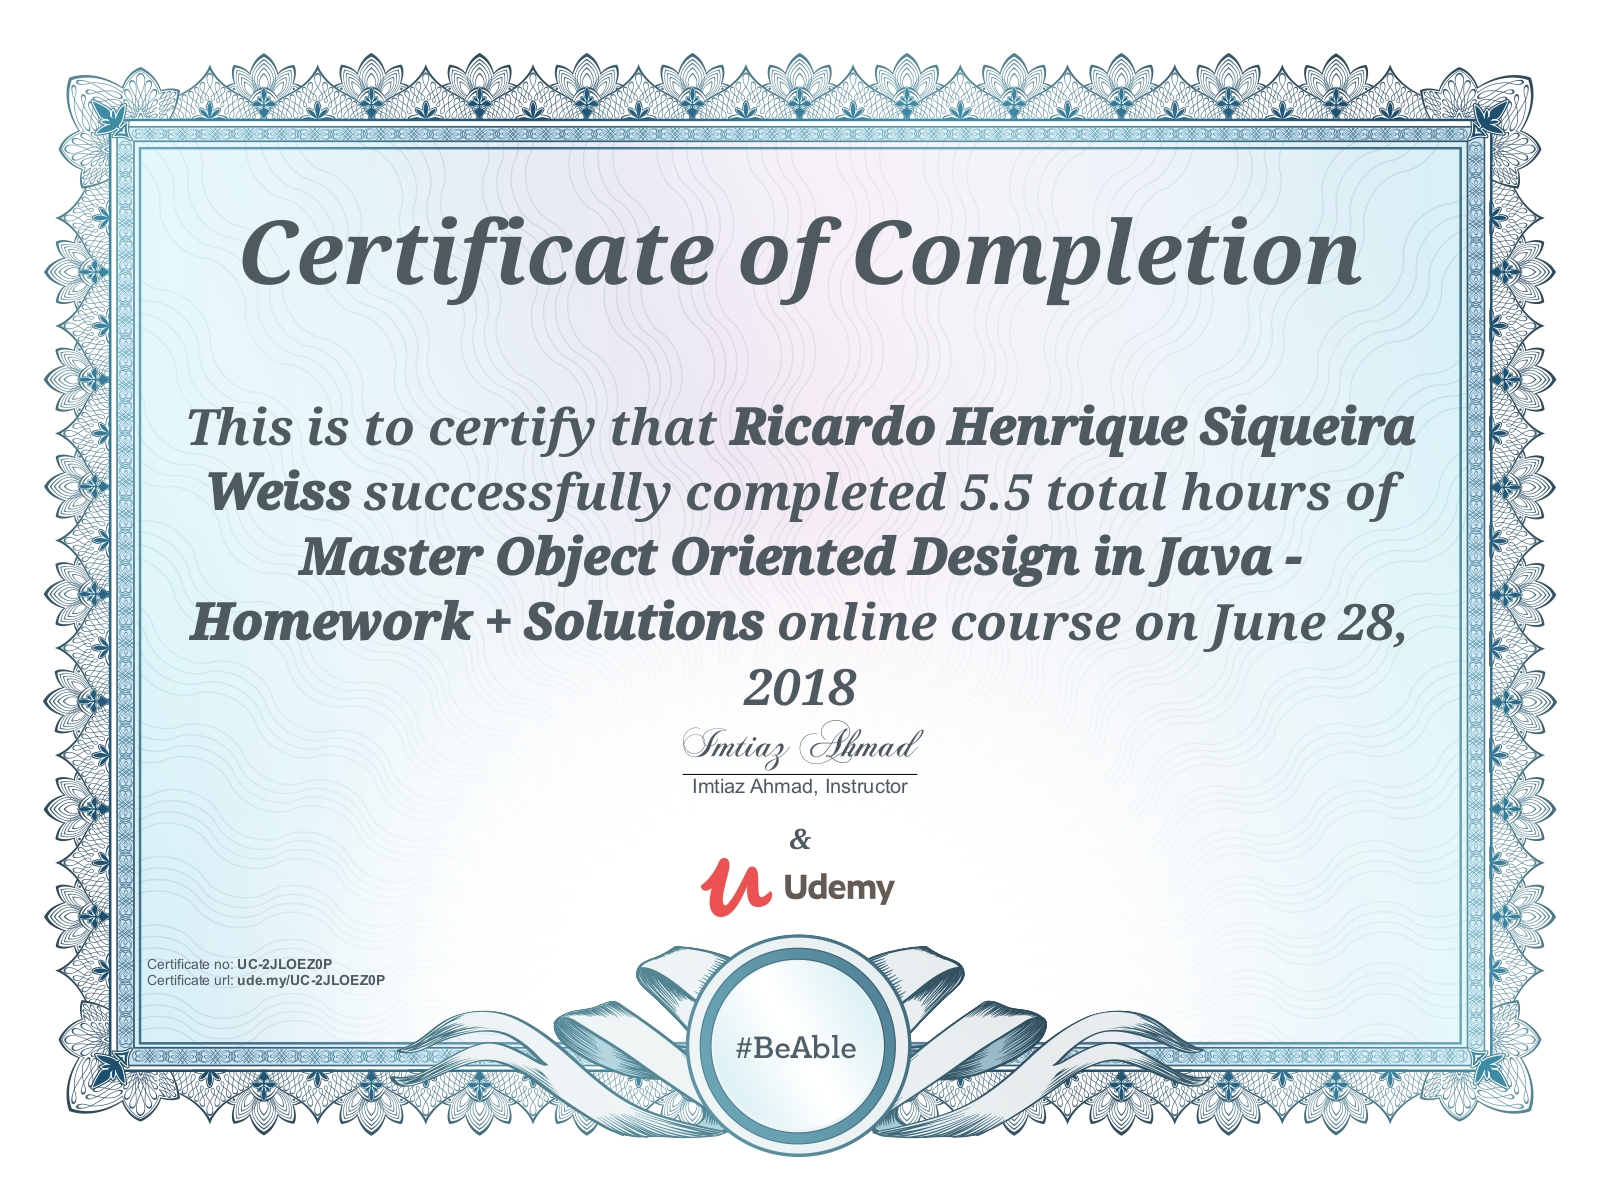 Certificate of Completion
This is to certify that Ricardo Henrique Siqueira
Weiss successfully completed 5.5 total hours of
Master Object Oriented Design in Java -
Homework + Solutions online course on June 28,
2018
Imtiaz Ahmad
Imtiaz Ahmad, Instructor
&
Udemy
Certificate no: UC-2JLOEZ0P
Certificate url: ude.my/UC-2JLOEZ0P
#BeAble